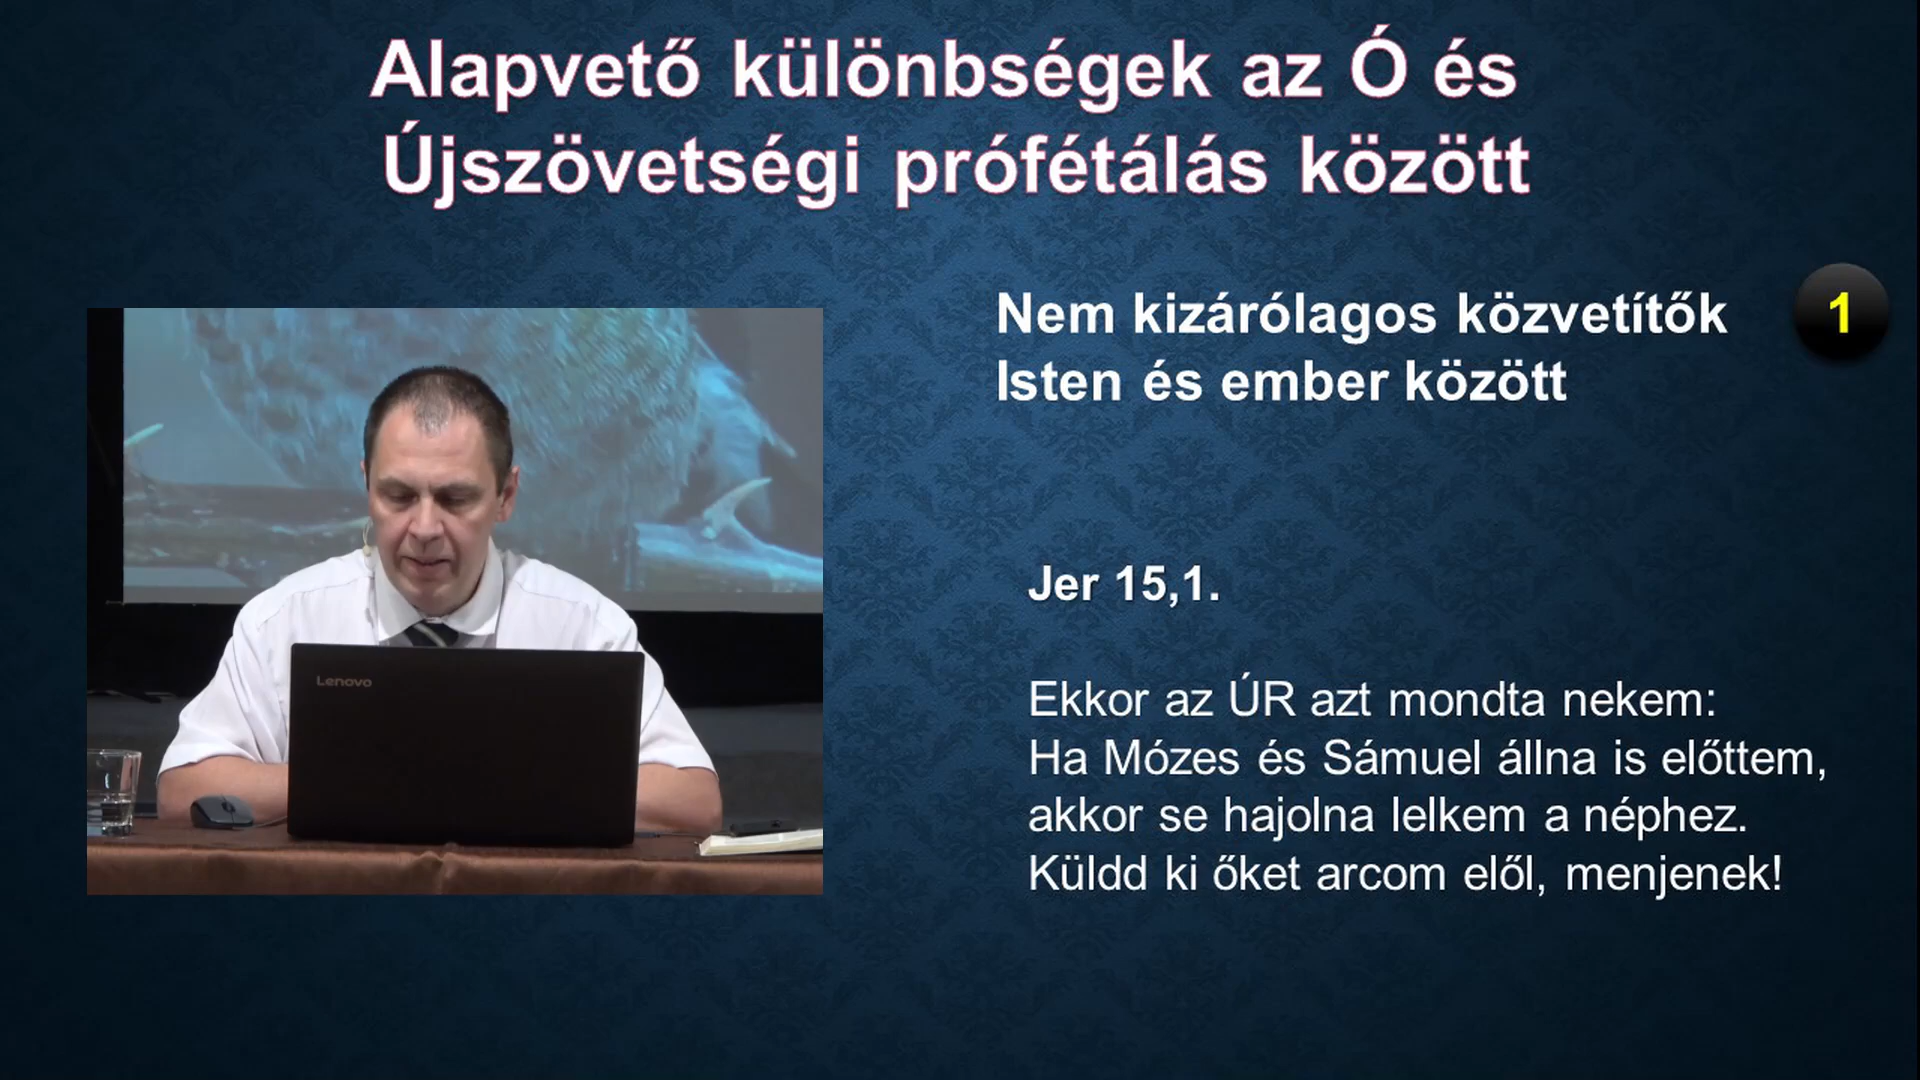 Alapvető különbségek az Ó és
Újszövetségi prófétálás között
Nem kizárólagos közvetítők
Isten és ember között
1
Lenovo
Jer 15,1.
Ekkor az ÚR azt mondta nekem:
Ha Mózes és Sámuel állna is előttem,
akkor se hajolna lelkem a néphez.
Küldd ki őket arcom elől, menjenek!